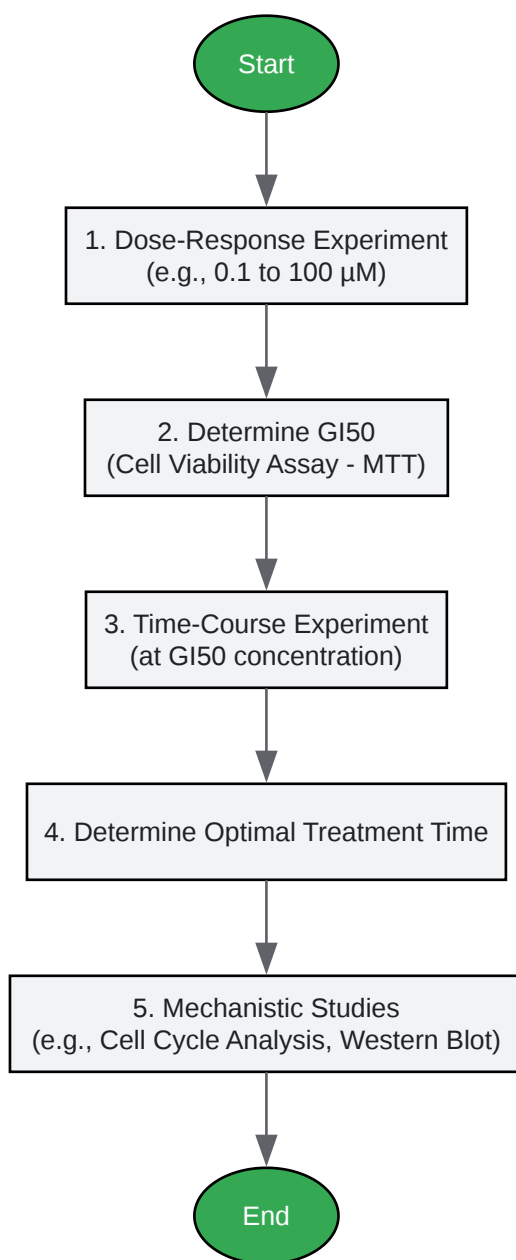 Start
1. Dose-Response Experiment
(e.g., 0.1 to 100 µM)
2. Determine GI50
(Cell Viability Assay - MTT)
3. Time-Course Experiment
(at GI50 concentration)
4. Determine Optimal Treatment Time
5. Mechanistic Studies
(e.g., Cell Cycle Analysis, Western Blot)
End